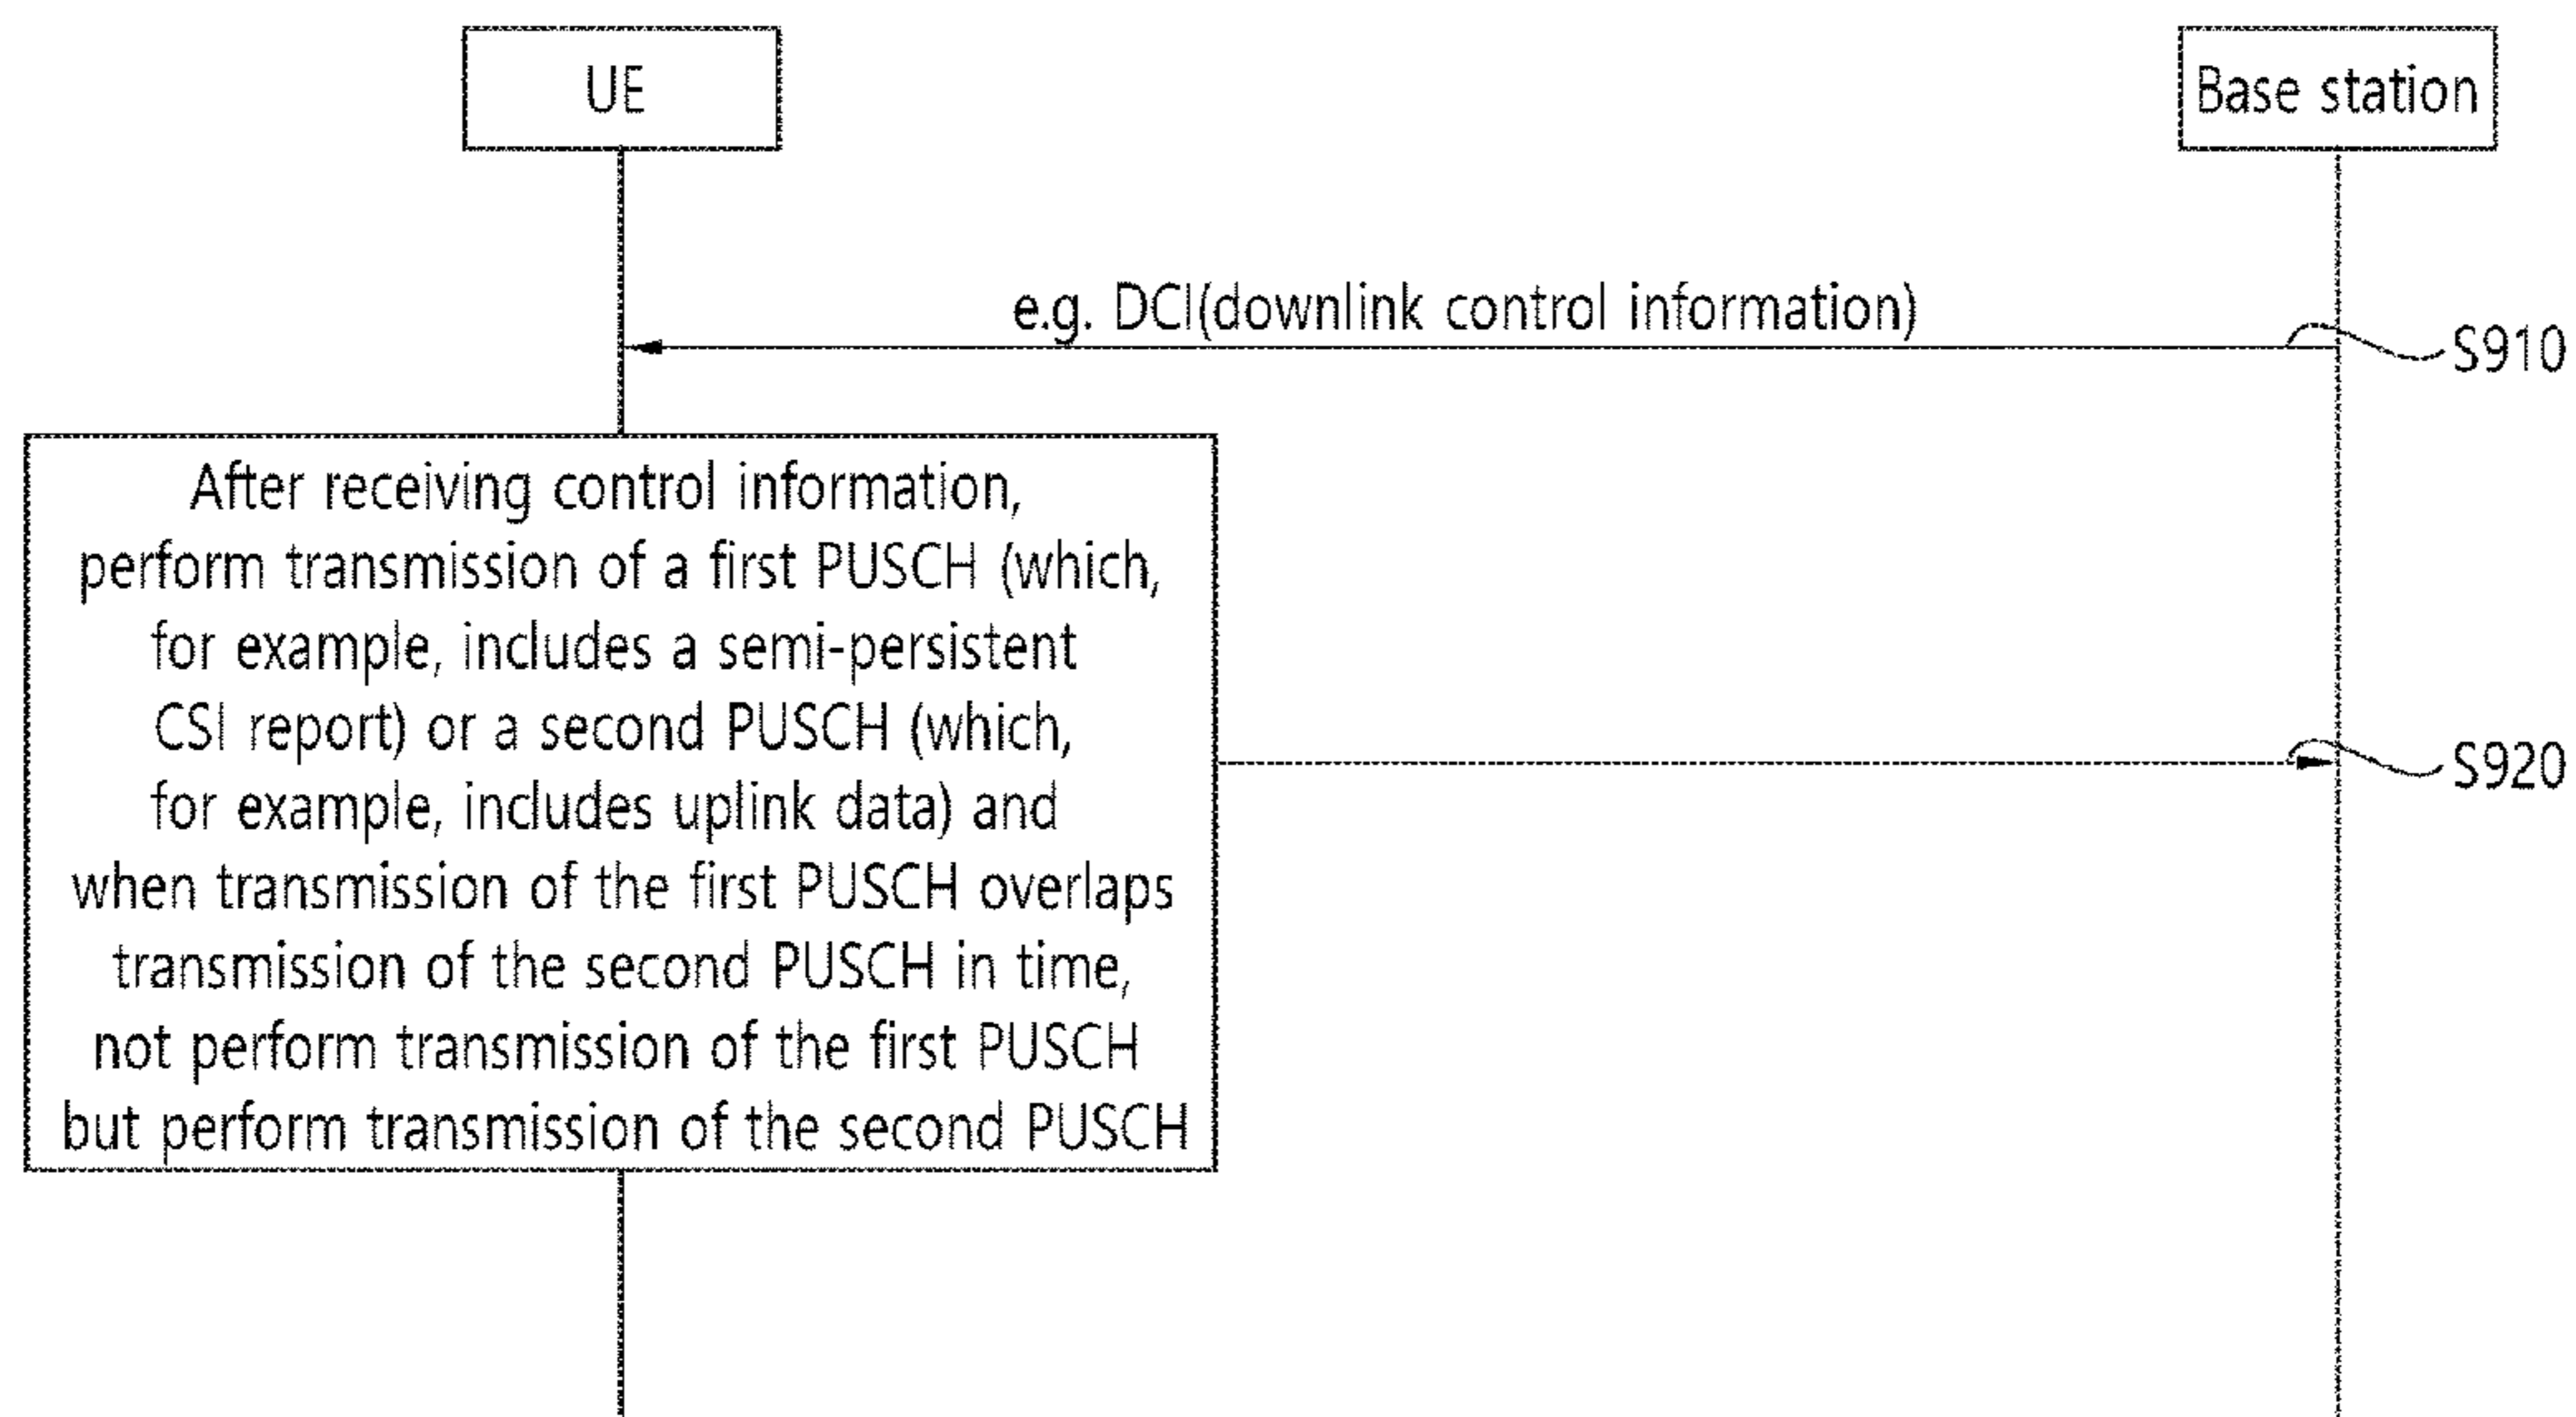 UE
Base station
e.g. DCI(downlink control information)
S910
After receiving control information,
perform transmission of a first PUSCH (which,
for example, includes a semi-persistent
CSI report) or a second PUSCH (which,
for example, includes uplink data) and
when transmission of the first PUSCH overlaps
transmission of the second PUSCH in time,
not perform transmission of the first PUSCH
but perform transmission of the second PUSCH
S920